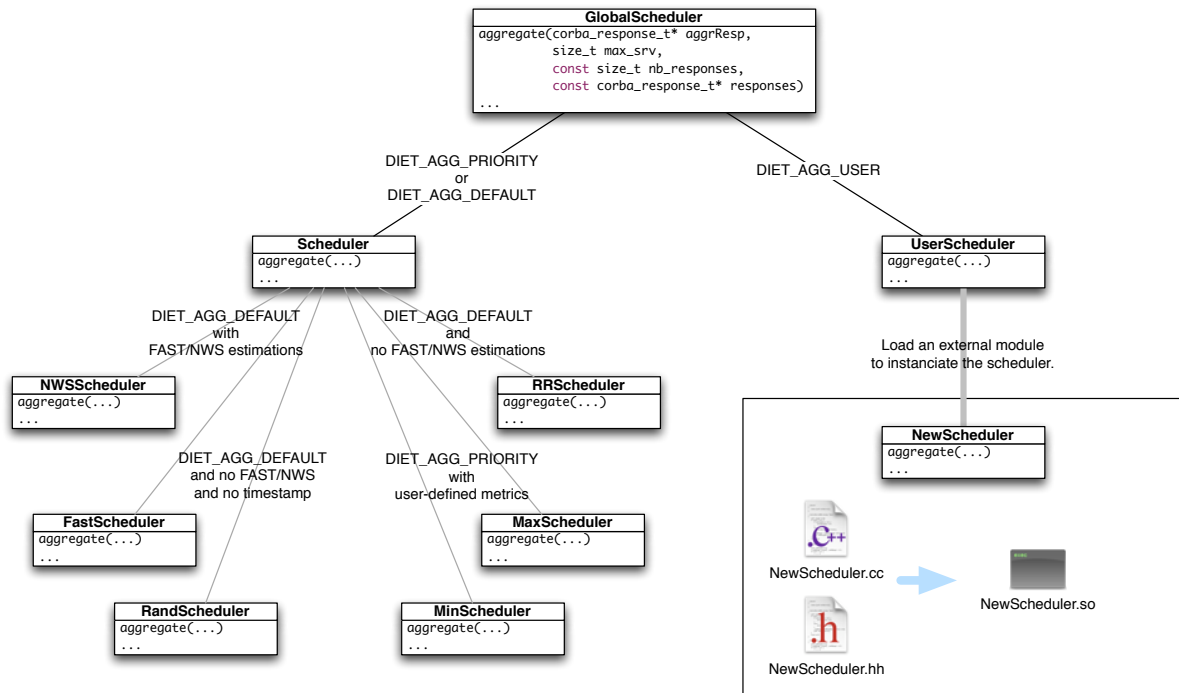 GlobalScheduler
aggregate(corba_response_t* aggrResp,
size_t max_srv,
const size_t nb_responses,
const corba_response_t* responses)
...
DIET_AGG_PRIORITY
or
DIET_AGG_DEFAULT
DIET_AGG_USER
Scheduler
aggregate(...)
...
UserScheduler
aggregate(...)
...
DIET_AGG_DEFAULT
with
FAST/NWS estimations
DIET_AGG_DEFAULT
and
no FAST/NWS estimations
Load an external module
to instanciate the scheduler.
NWSScheduler
aggregate(...)
...
RRScheduler
aggregate(...)
...
NewScheduler
aggregate(...)
...
DIET_AGG_DEFAULT
and no FAST/NWS
and no timestamp
DIET_AGG_PRIORITY
with
user-defined metrics
FastScheduler
aggregate(...)
...
MaxScheduler
aggregate(...)
...
.C++
NewScheduler.cc
NewScheduler.so
RandScheduler
aggregate(...)
...
MinScheduler
aggregate(...)
...
.h
NewScheduler.hh